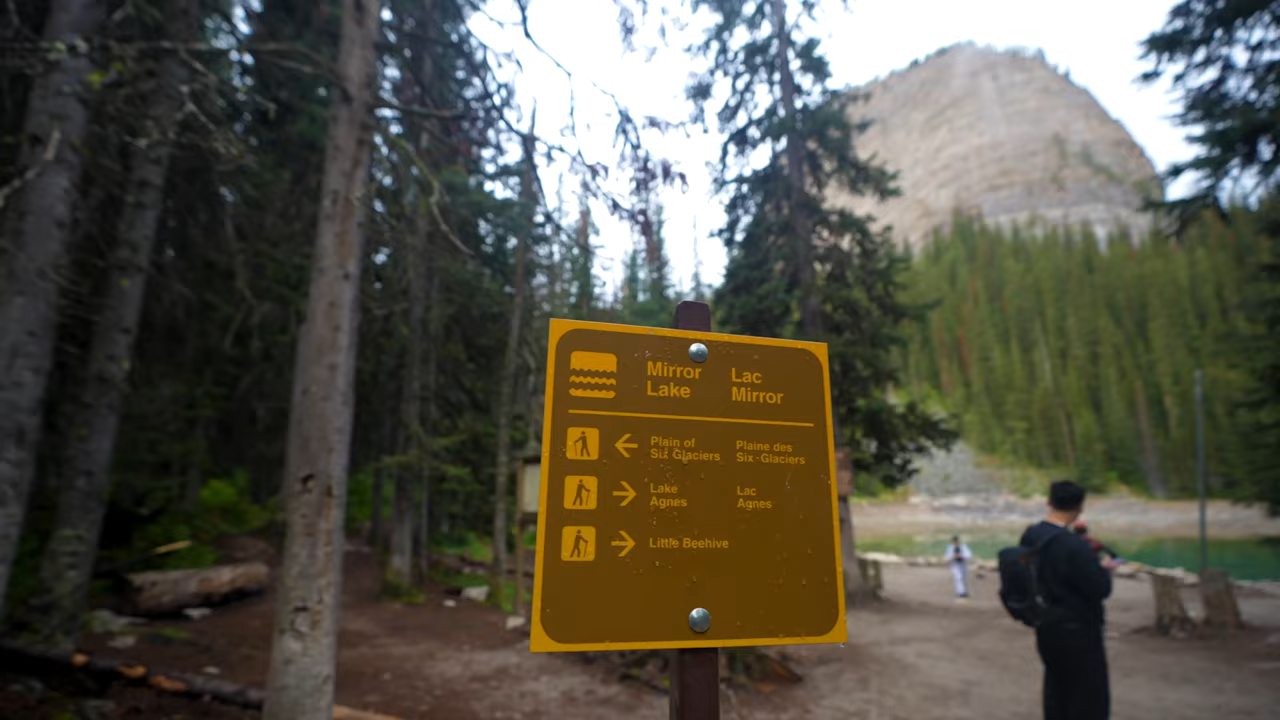 Mirror
Lake
Lac
Mirror
Plain of
Six Glaciers
Plaine des
Six-Glaciers
Lake
Agnes
Lac
Agnes
Little Beehive